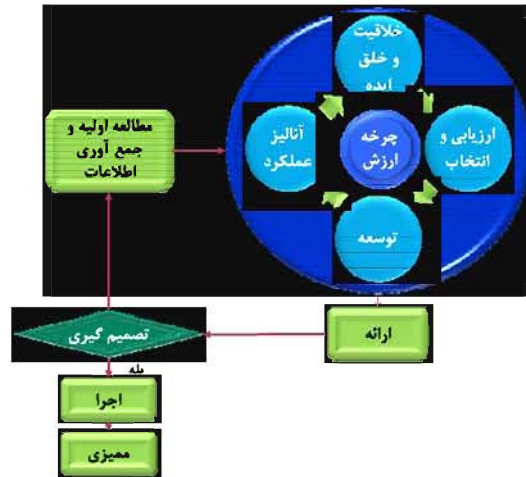 خلاقیت
و خلق
ایده
مطالعه اولیه و
جمع آوری
اطلاعات
آنالیز
عملکرد
چرخه
ارزش
ارزیابی و
انتخاب
توسعه
ارائه
تصمیم گیری
بله
اجرا
ممیزی